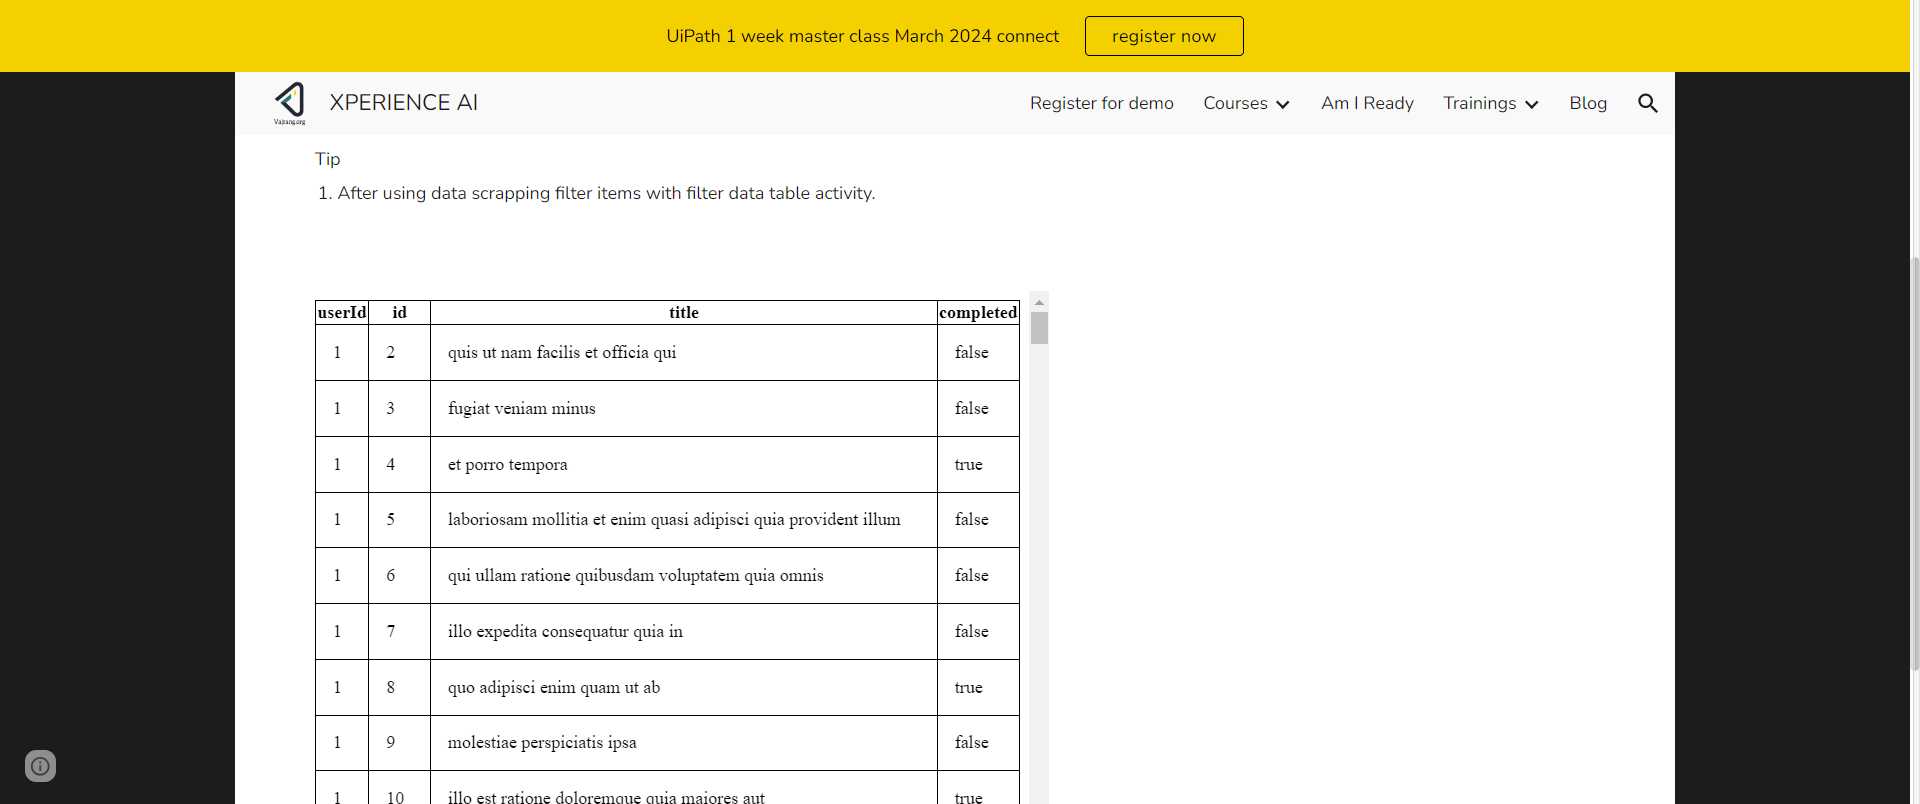 UiPath 1 week master class March 2024 connect register now
Vajrang.org
XPERIENCE AI Register for demo Courses Am I Ready Trainings Blog
Tip
1. After using data scrapping filter items with filter data table activity.
userId id title completed
1 2 quis ut nam facilis et officia qui false
1 3 fugiat veniam minus false
1 4 et porro tempora true
1 5 laboriosam mollitia et enim quasi adipisci quia provident illum false
1 6 qui ullam ratione quibusdam voluptatem quia omnis false
1 7 illo expedita consequatur quia in false
1 8 quo adipisci enim quam ut ab true
1 9 molestiae perspiciatis ipsa false
1 10 illo est ratione doloremque quia maiores aut true